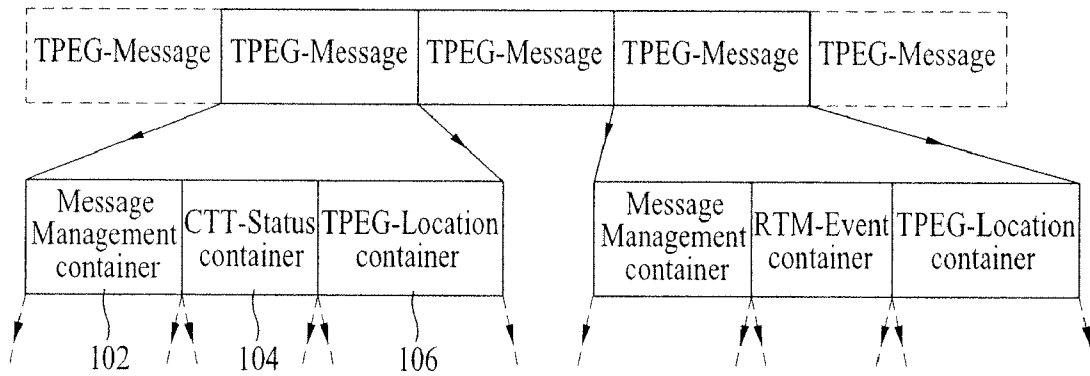 TPEG-Message TPEG-Message TPEG-Message TPEG-Message TPEG-Message
Message
Management
container
CTT-Status
container
TPEG-Location
container
Message
Management
container
RTM-Event
container
TPEG-Location
container
102
104
106